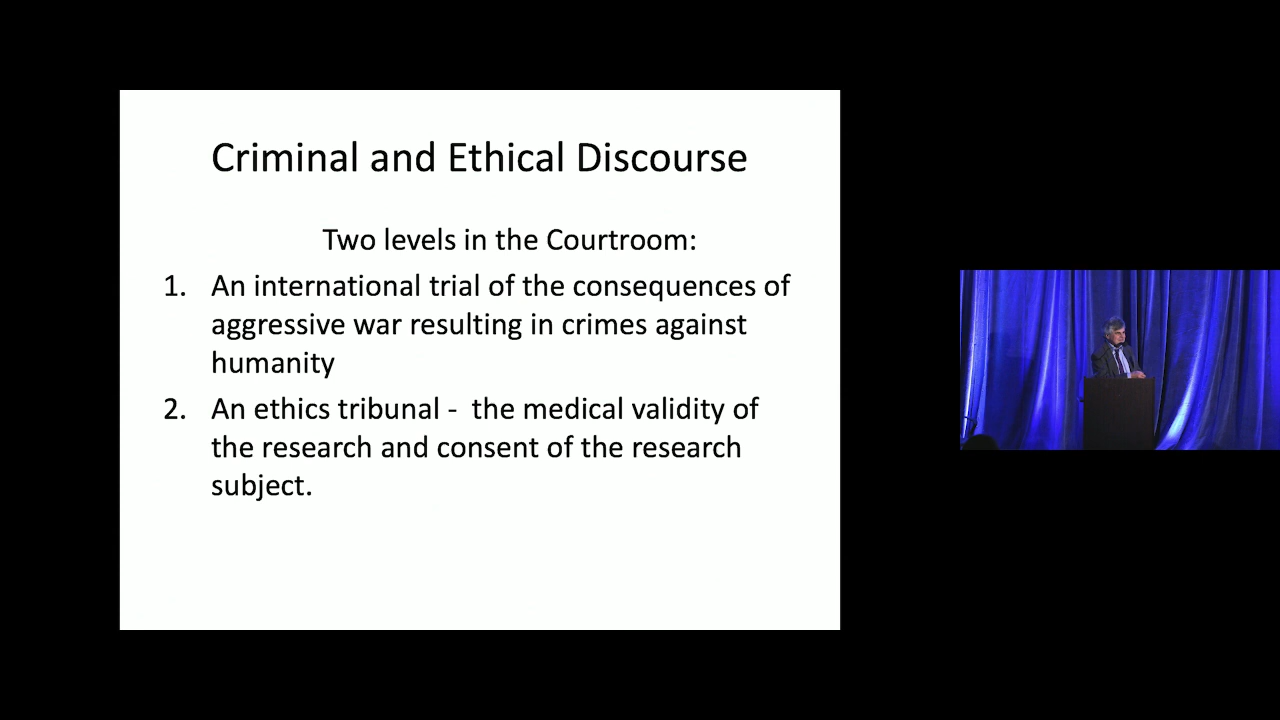 Criminal and Ethical Discourse
Two levels in the Courtroom:
1. An international trial of the consequences of
aggressive war resulting in crimes against
humanity
2. An ethics tribunal -  the medical validity of
the research and consent of the research
subject.